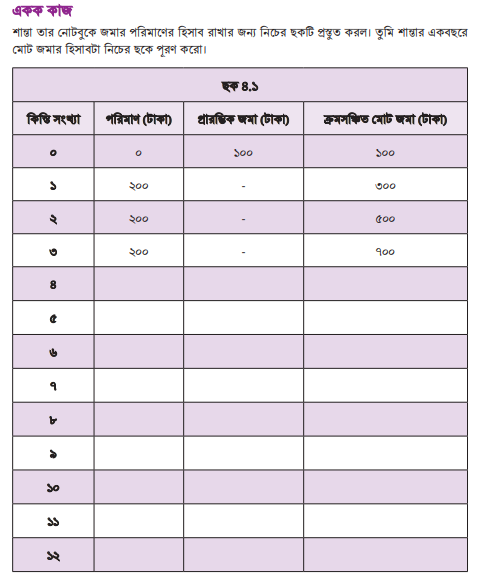 একক কাজ
শান্তা তার নোটবুকে জমার পরিমাণের হিসাব রাখার জন্য নিচের ছকটি প্রস্তুত করল। তুমি শান্তার একবছরে
মোট জমার হিসাবটা নিচের ছকে পূরণ করো।
ছক ৪.১
কিস্তি সংখ্যা পরিমাণ (টাকা) প্রারম্ভিক জমা (টাকা) ক্রমসঞ্চিত মোট জমা (টাকা)
০ ০ ১০০ ১০০
১ ২০০ - ৩০০
২ ২০০ - ৫০০
৩ ২০০ - ৭০০
৪
৫
৬
৭
৮
৯
১০
১১
১২